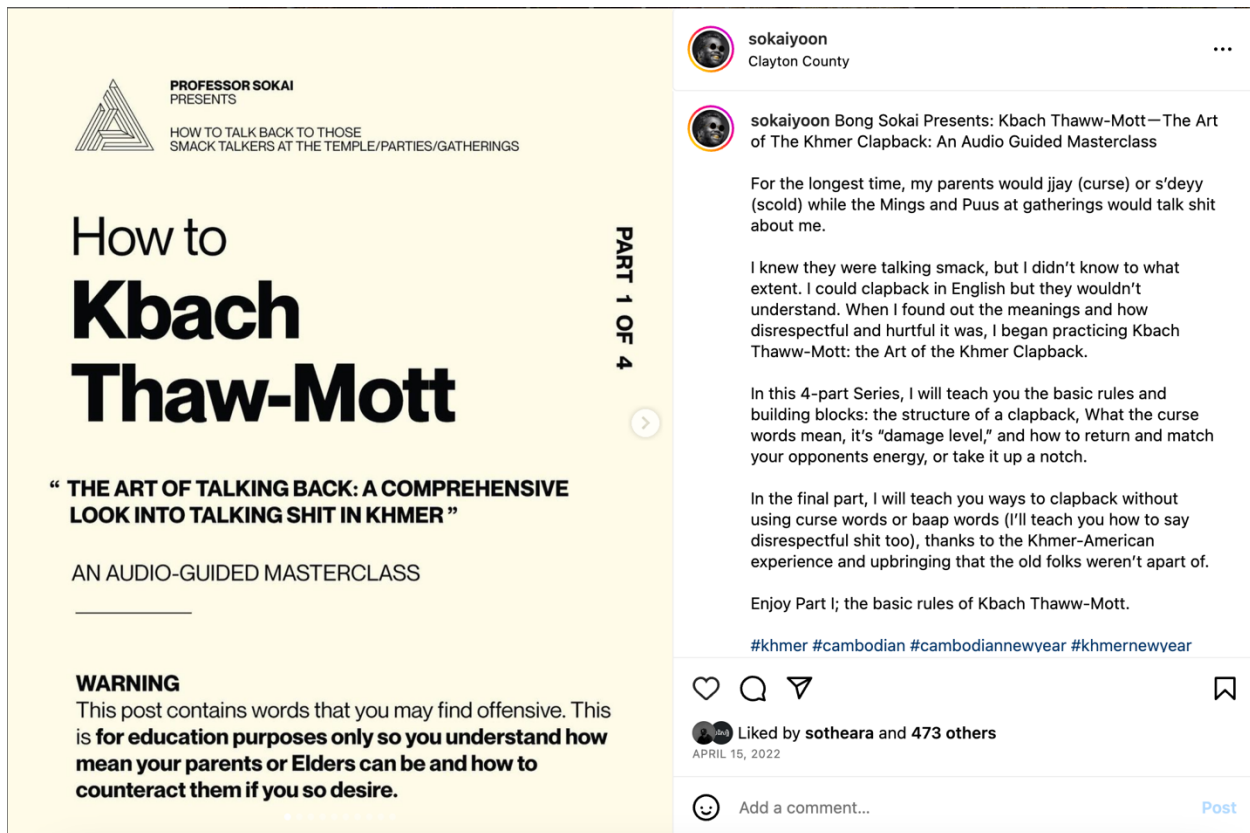 PROFESSOR SOKAI
PRESENTS
HOW TO TALK BACK TO THOSE
SMACK TALKERS AT THE TEMPLE/PARTIES/GATHERINGS
How to
Kbach
Thaw-Mott
PART 1 OF 4
“ THE ART OF TALKING BACK: A COMPREHENSIVE
LOOK INTO TALKING SHIT IN KHMER ”
AN AUDIO-GUIDED MASTERCLASS
WARNING
This post contains words that you may find offensive. This
is for education purposes only so you understand how
mean your parents or Elders can be and how to
counteract them if you so desire.
sokaiyoon
Clayton County
sokaiyoon Bong Sokai Presents: Kbach Thaww-Mott—The Art
of The Khmer Clapback: An Audio Guided Masterclass
For the longest time, my parents would jjay (curse) or s’deyy
(scold) while the Mings and Puus at gatherings would talk shit
about me.
I knew they were talking smack, but I didn’t know to what
extent. I could clapback in English but they wouldn’t
understand. When I found out the meanings and how
disrespectful and hurtful it was, I began practicing Kbach
Thaww-Mott: the Art of the Khmer Clapback.
In this 4-part Series, I will teach you the basic rules and
building blocks: the structure of a clapback, What the curse
words mean, it’s “damage level,” and how to return and match
your opponents energy, or take it up a notch.
In the final part, I will teach you ways to clapback without
using curse words or baap words (I’ll teach you how to say
disrespectful shit too), thanks to the Khmer-American
experience and upbringing that the old folks weren’t apart of.
Enjoy Part I; the basic rules of Kbach Thaww-Mott.
#khmer #cambodian #cambodiannewyear #khmernewyear
Liked by sotheara and 473 others
APRIL 15, 2022
Add a comment...
Post